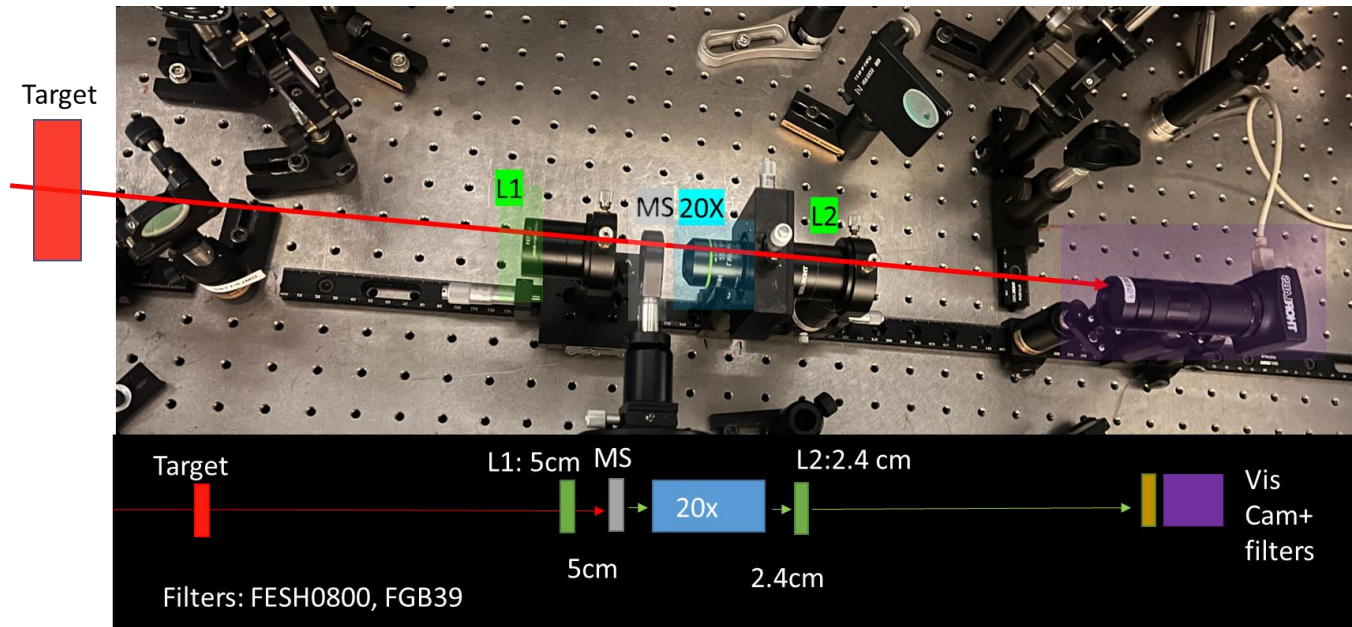 Target
L1
MS
20X
L2
THORLABS
Target
L1: 5cm
MS
L2:2.4 cm
20x
Vis
Cam+
filters
5cm
2.4cm
Filters: FESH0800, FGB39